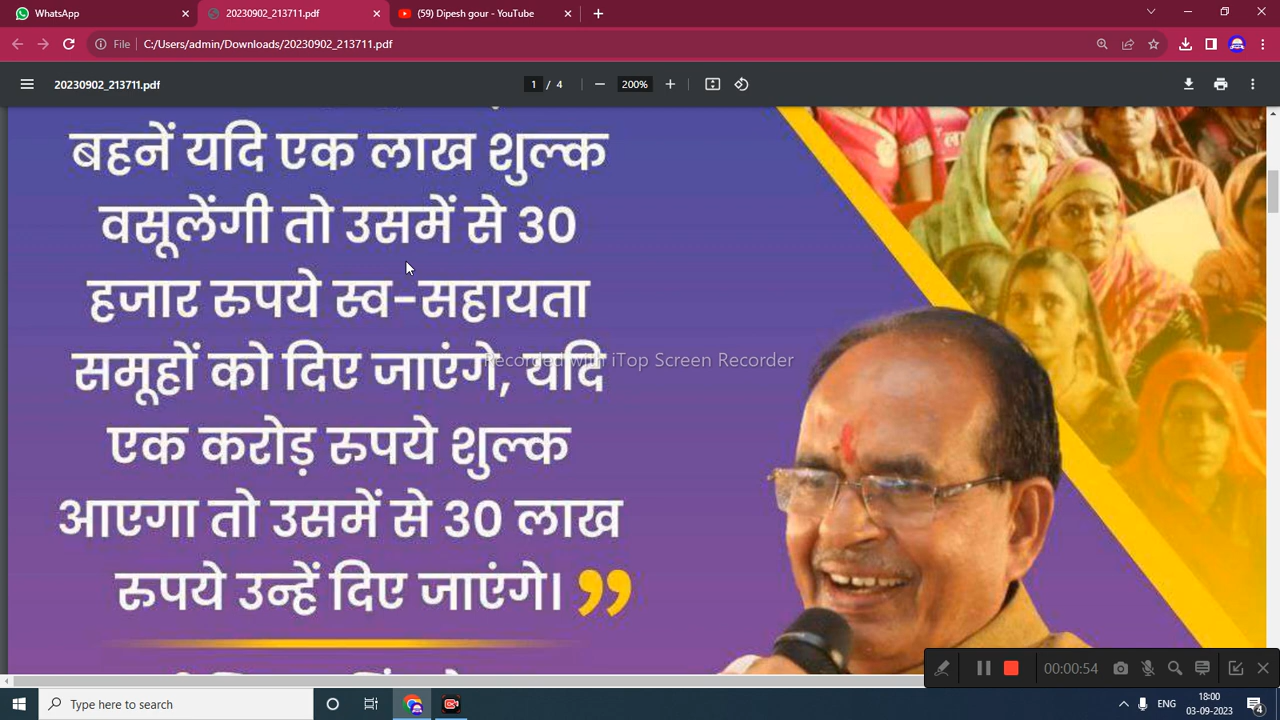 WhatsApp
20230902_213711.pdf
(59) Dipesh gour - YouTube
File
C:/Users/admin/Downloads/20230902_213711.pdf
20230902_213711.pdf
1 / 4
200%
बहनें यदि एक लाख शुल्क
वसूलेंगी तो उसमें से 30
हजार रुपये स्व-सहायता
समूहों को दिए जाएंगे, यदि
एक करोड़ रुपये शुल्क
आएगा तो उसमें से 30 लाख
रुपये उन्हें दिए जाएंगे। ”
Recorded with iTop Screen Recorder
00:00:54
Type here to search
ENG
18:00
03-09-2023
4